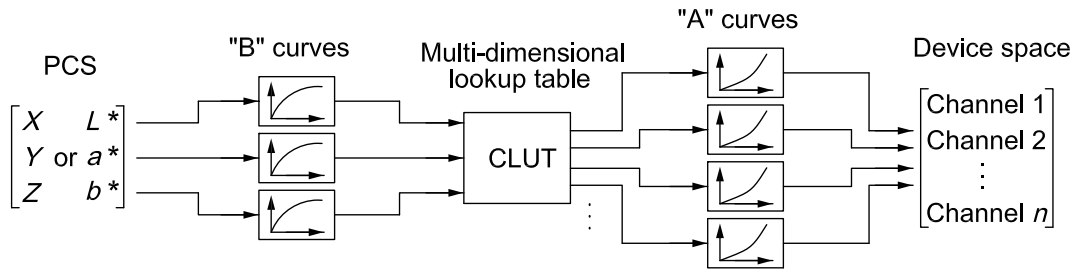 PCS
"B" curves
Multi-dimensional
lookup table
"A" curves
Device space
X L*
Y or a*
Z b*
CLUT
Channel 1
Channel 2
⋮
Channel n